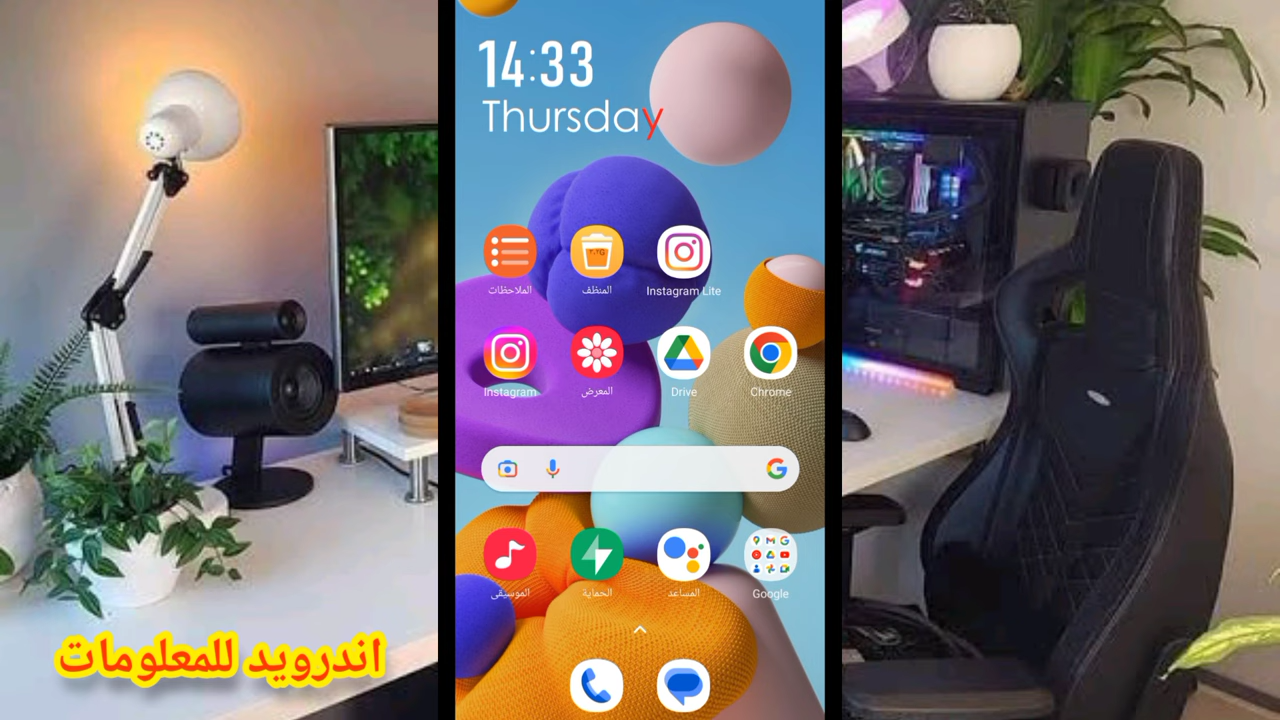 14:33
Thursday
الملاحظات
المنظف
Instagram Lite
Instagram
المعرض
Drive
Chrome
الموسيقى
الحماية
المساعد
Google
اندرويد للمعلومات